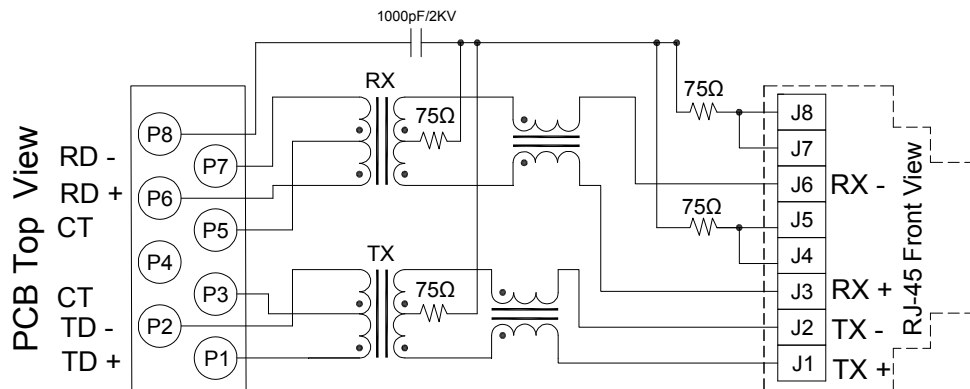 1000pF/2KV
RX
75Ω
75Ω
75Ω
TX
75Ω
PCB Top View
RD -
RD +
CT
CT
TD -
TD +
P8
P7
P6
P5
P4
P3
P2
P1
J8
J7
J6
J5
J4
J3
J2
J1
RX -
RX +
TX -
TX +
RJ-45 Front View